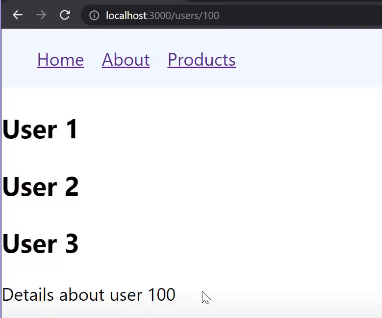 localhost:3000/users/100
Home About Products
User 1
User 2
User 3
Details about user 100